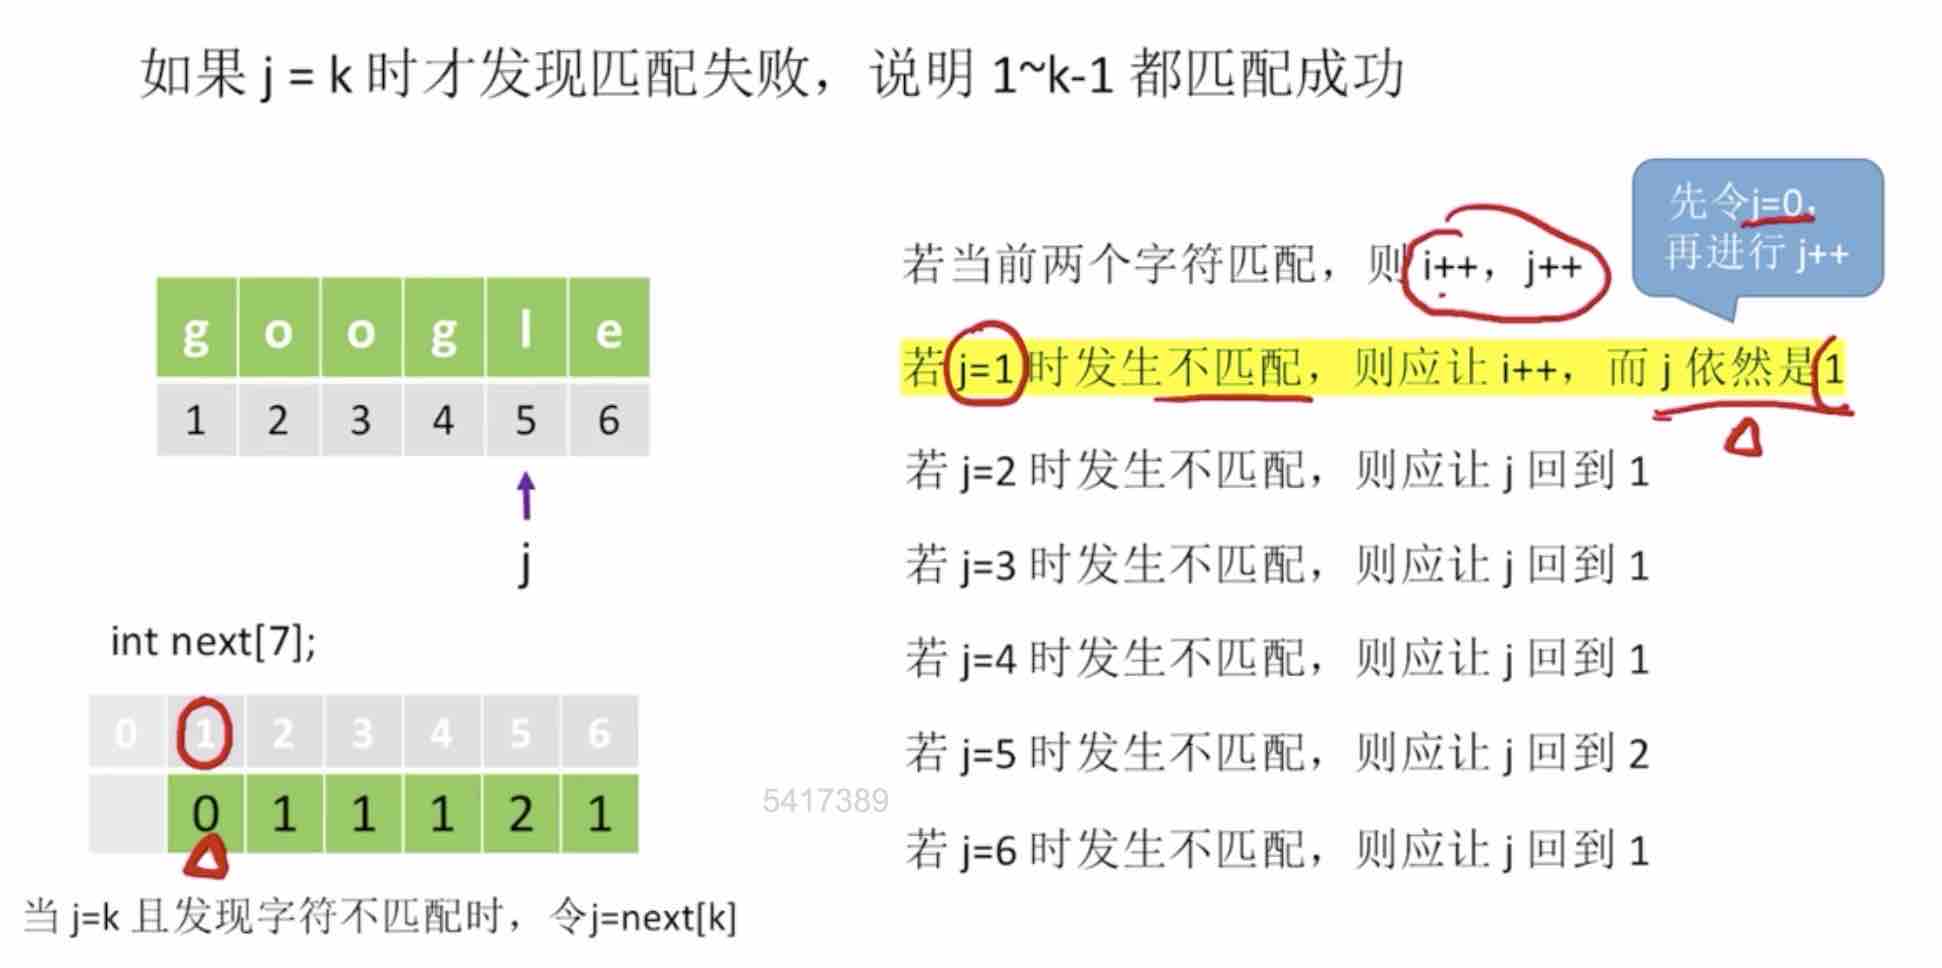 如果 j = k 时才发现匹配失败，说明 1~k-1 都匹配成功
先令j=0，
再进行 j++
若当前两个字符匹配，则 i++，j++
若 j=1 时发生不匹配，则应让 i++，而 j 依然是1
若 j=2 时发生不匹配，则应让 j 回到 1
若 j=3 时发生不匹配，则应让 j 回到 1
若 j=4 时发生不匹配，则应让 j 回到 1
若 j=5 时发生不匹配，则应让 j 回到 2
若 j=6 时发生不匹配，则应让 j 回到 1
g o o g l e
1 2 3 4 5 6
j
int next[7];
0 1 2 3 4 5 6
0 1 1 1 2 1
当 j=k 且发现字符不匹配时，令j=next[k]
5417389